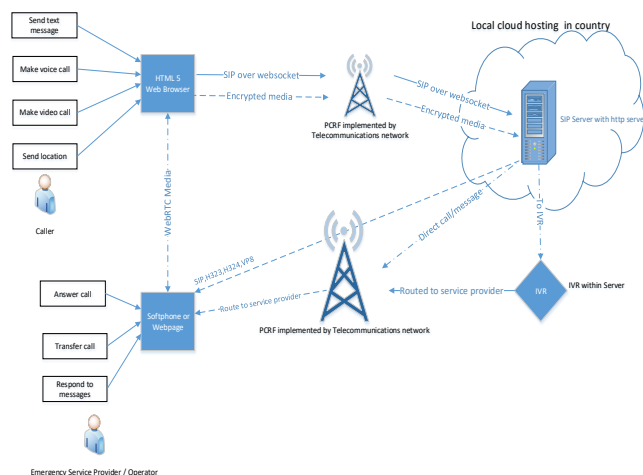 Send text
message
Local cloud hosting in country
Make voice call
HTML 5
Web Browser
SIP over websocket
Encrypted media
SIP over websocket
Encrypted media
Make video call
SIP Server with http server
PCRF implemented by
Telecommunications network
Send location
Caller
WebRTC Media
Direct call/message
To IVR
SIP,H323,H324,VP8
Answer call
Softphone or
Webpage
Route to service provider
Routed to service provider
IVR
IVR within Server
PCRF implemented by Telecommunications network
Transfer call
Respond to
messages
Emergency Service Provider / Operator